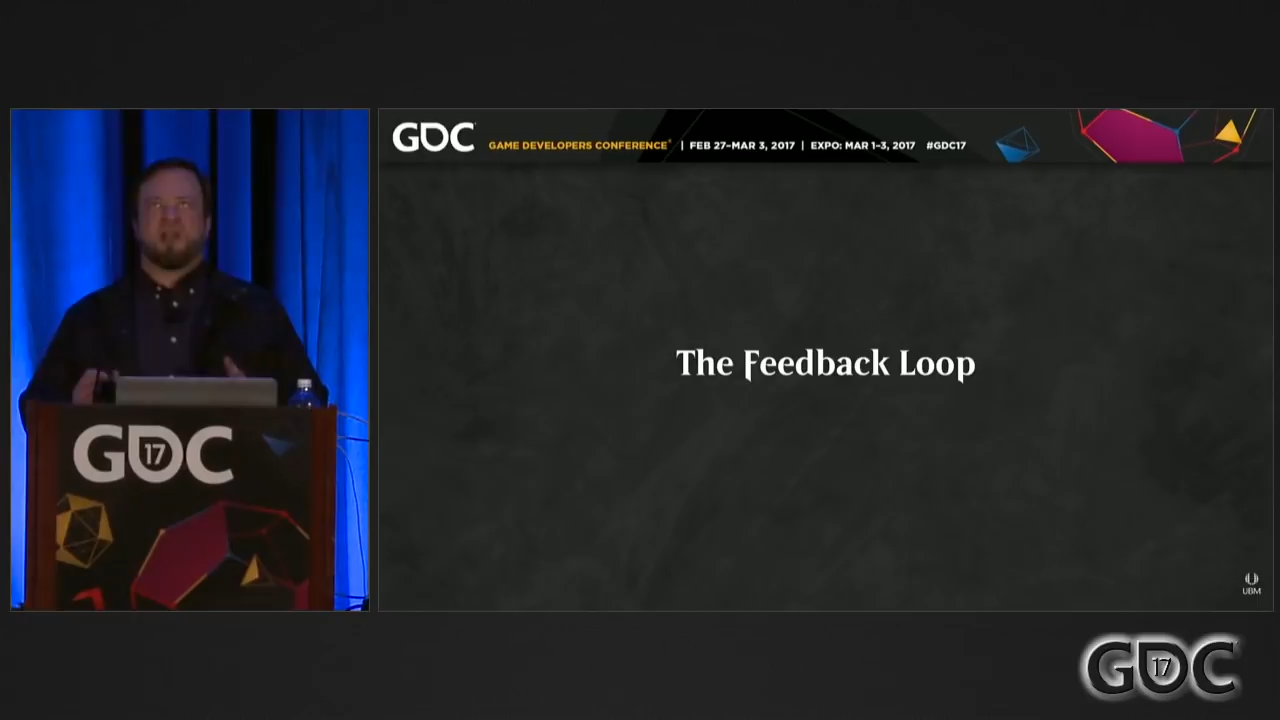 GDC
GAME DEVELOPERS CONFERENCE | FEB 27–MAR 3, 2017 | EXPO: MAR 1–3, 2017 #GDC17
The Feedback Loop
GDC
17
UBM
GDC
17